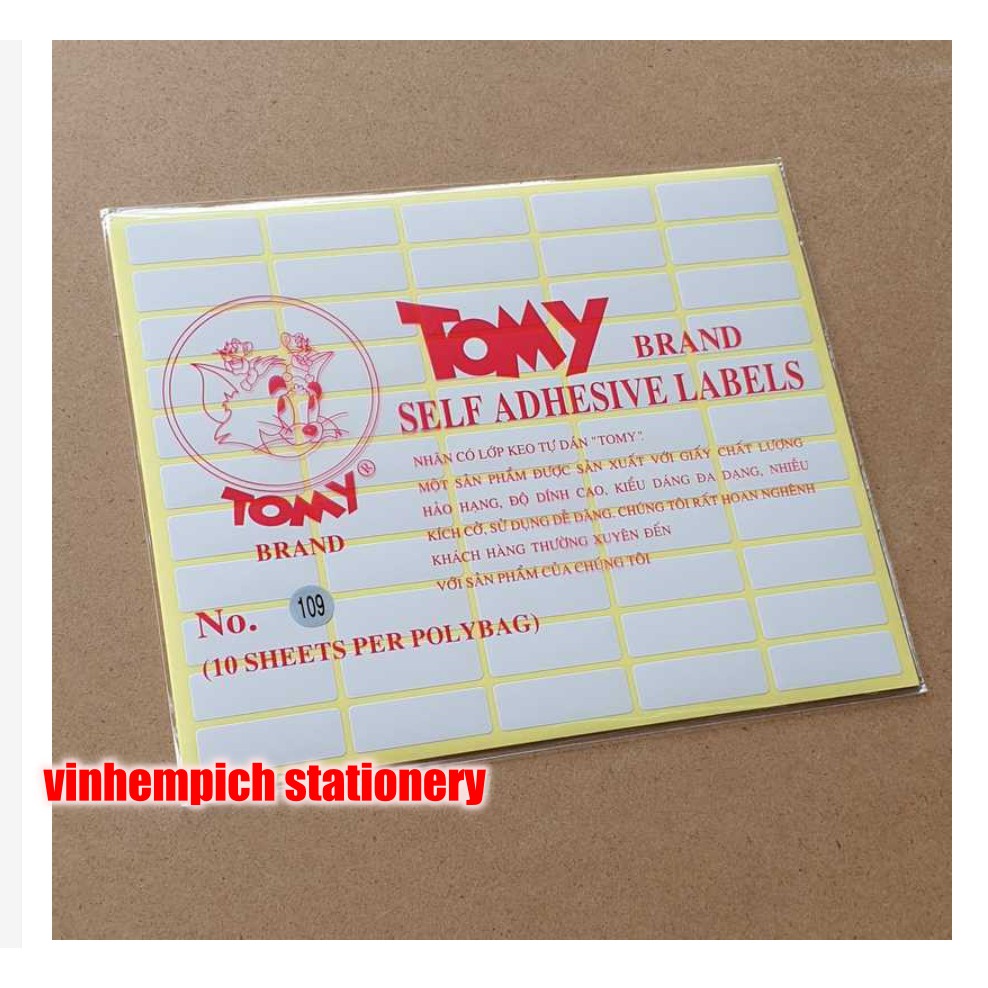 TOMY BRAND
SELF ADHESIVE LABELS
NHÃN CÓ LỚP KEO TỰ DÁN "TOMY".
MỘT SẢN PHẨM ĐƯỢC SẢN XUẤT VỚI GIẤY CHẤT LƯỢNG
HẢO HẠNG, ĐỘ DÍNH CAO, KIỂU DÁNG ĐA DẠNG, NHIỀU
KÍCH CỠ, SỬ DỤNG DỄ DÀNG. CHÚNG TÔI RẤT HOAN NGHÊNH
KHÁCH HÀNG THƯỜNG XUYÊN ĐẾN
VỚI SẢN PHẨM CỦA CHÚNG TÔI
TOMY®
BRAND
No. 109
(10 SHEETS PER POLYBAG)
vinhempich stationery